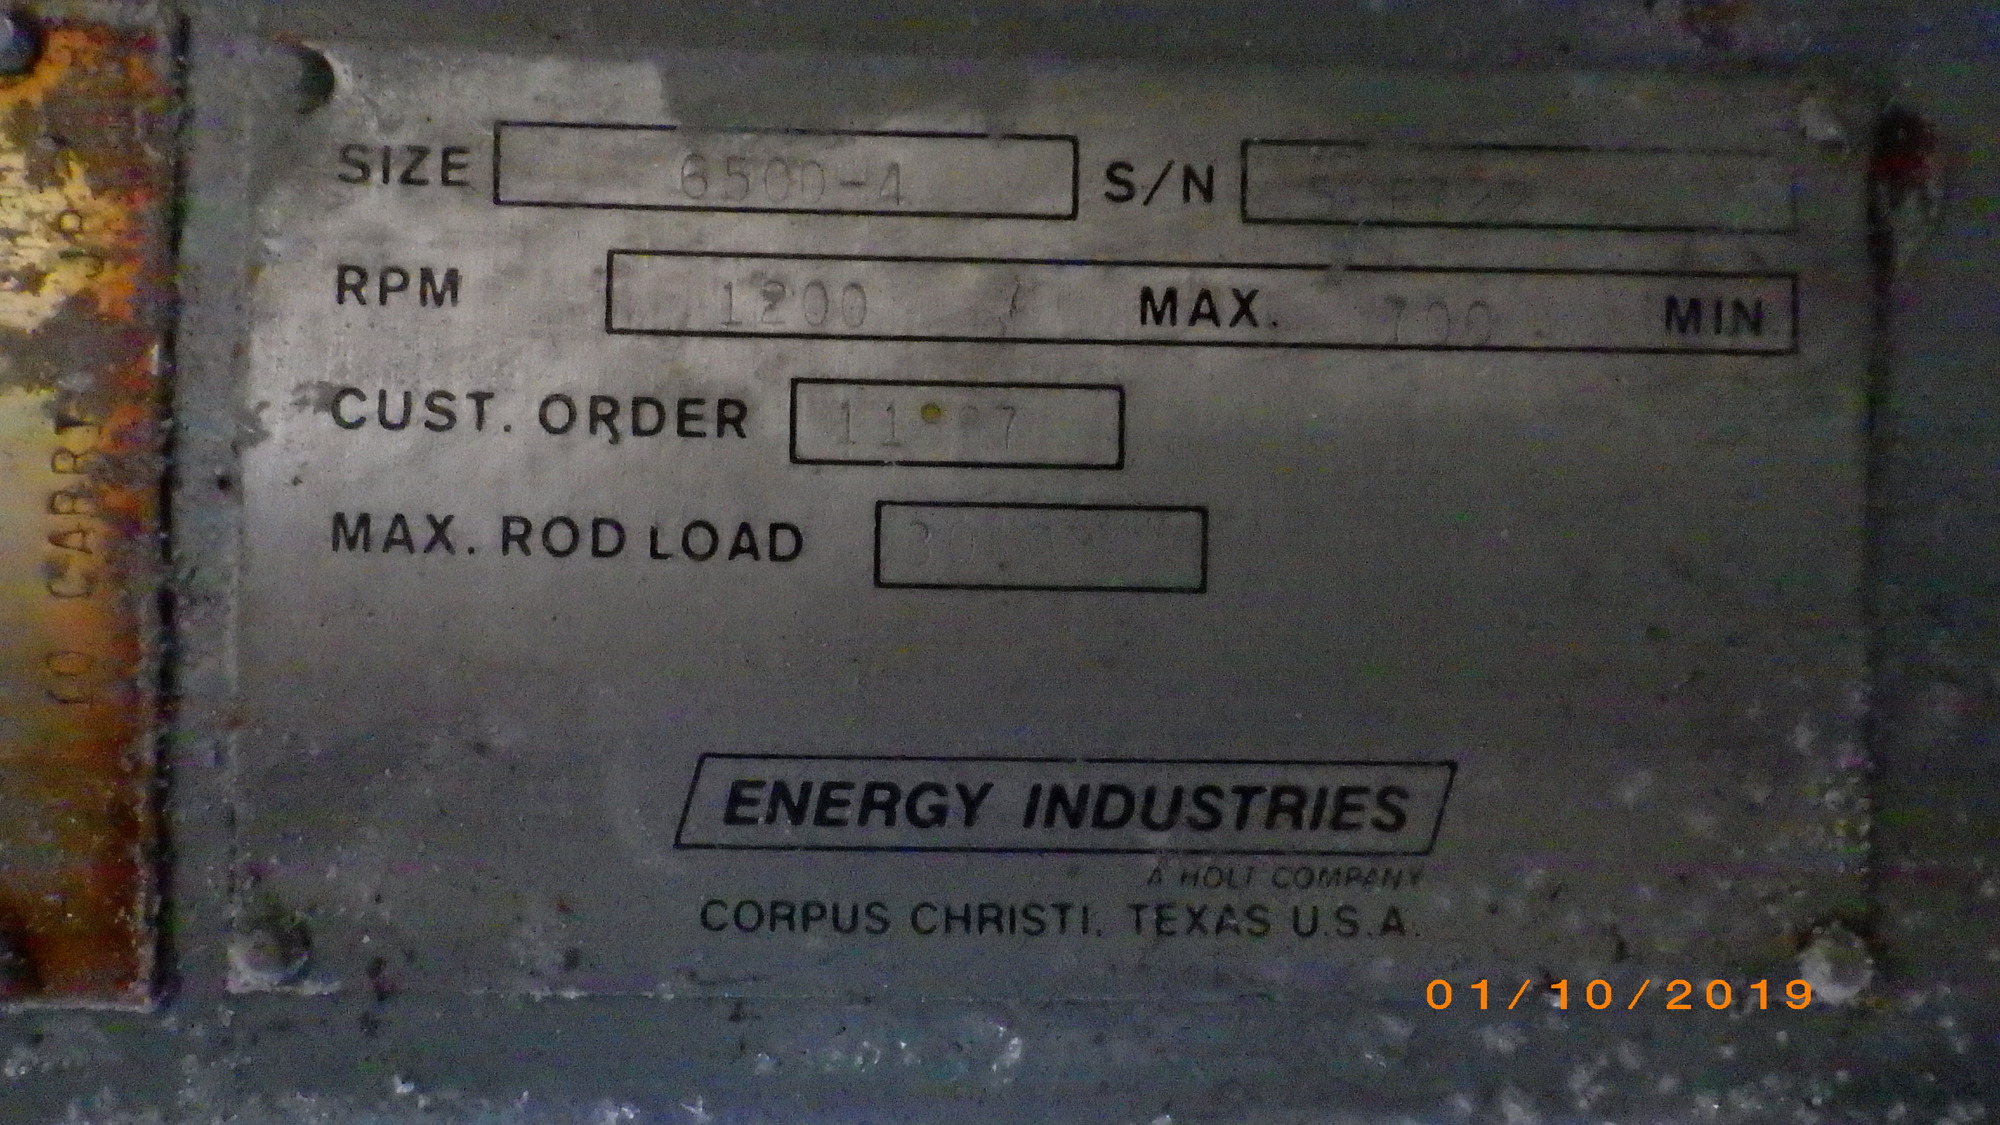 SIZE 6500-4 S/N
RPM 1200 / MAX. 700 MIN
CUST. ORDER
MAX. ROD LOAD
ENERGY INDUSTRIES
A HOLT COMPANY
CORPUS CHRISTI, TEXAS U.S.A.
01/10/2019